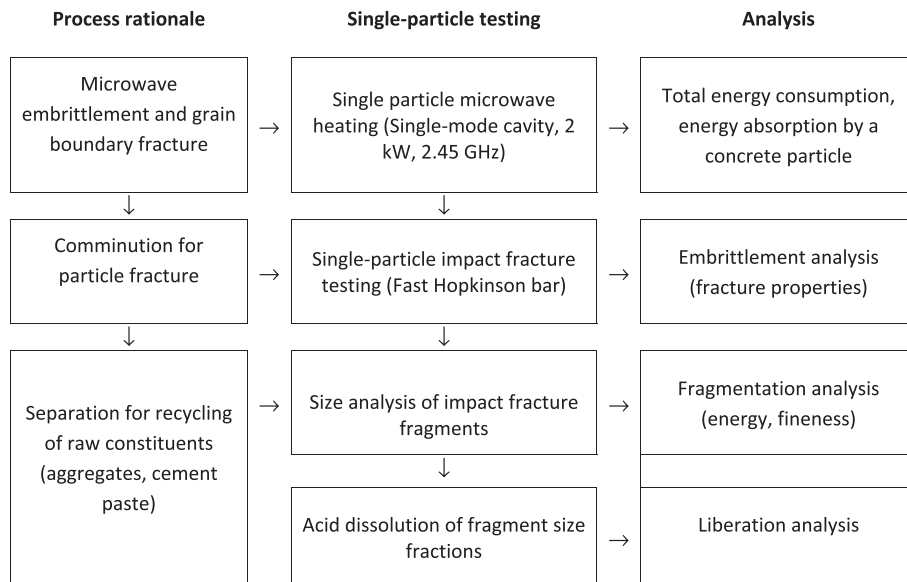 Process rationale
Single-particle testing
Analysis
Microwave
embrittlement and grain
boundary fracture
→
Single particle microwave
heating (Single-mode cavity, 2
kW, 2.45 GHz)
→
Total energy consumption,
energy absorption by a
concrete particle
↓
↓
Comminution for
particle fracture
→
Single-particle impact fracture
testing (Fast Hopkinson bar)
→
Embrittlement analysis
(fracture properties)
↓
↓
Separation for recycling
of raw constituents
(aggregates, cement
paste)
→
Size analysis of impact fracture
fragments
→
Fragmentation analysis
(energy, fineness)
↓
Acid dissolution of fragment size
fractions
→
Liberation analysis